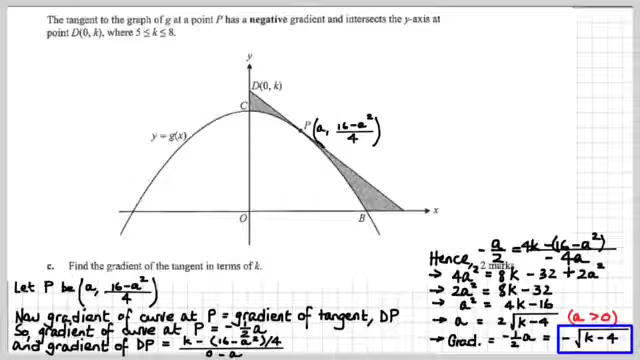 The tangent to the graph of g at a point P has a negative gradient and intersects the y-axis at
point D(0, k), where 5 ≤ k ≤ 8.
y
D(0, k)
C
P (a, (16-a²)/4)
y = g(x)
O
B
x
c. Find the gradient of the tangent in terms of k.
2 marks
Let P be (a, (16-a²)/4)
Now gradient of curve at P = gradient of tangent, DP
So gradient of curve at P = -½a
and gradient of DP = (k - (16-a²)/4)/(0-a)
Hence, -a/2 = (4k-(16-a²))/(-4a)
→ 4a² = 8k - 32 + 2a²
→ 2a² = 8k - 32
→ a² = 4k - 16
→ a = 2√(k-4) (a > 0)
→ Grad. = -½a = -√(k-4)